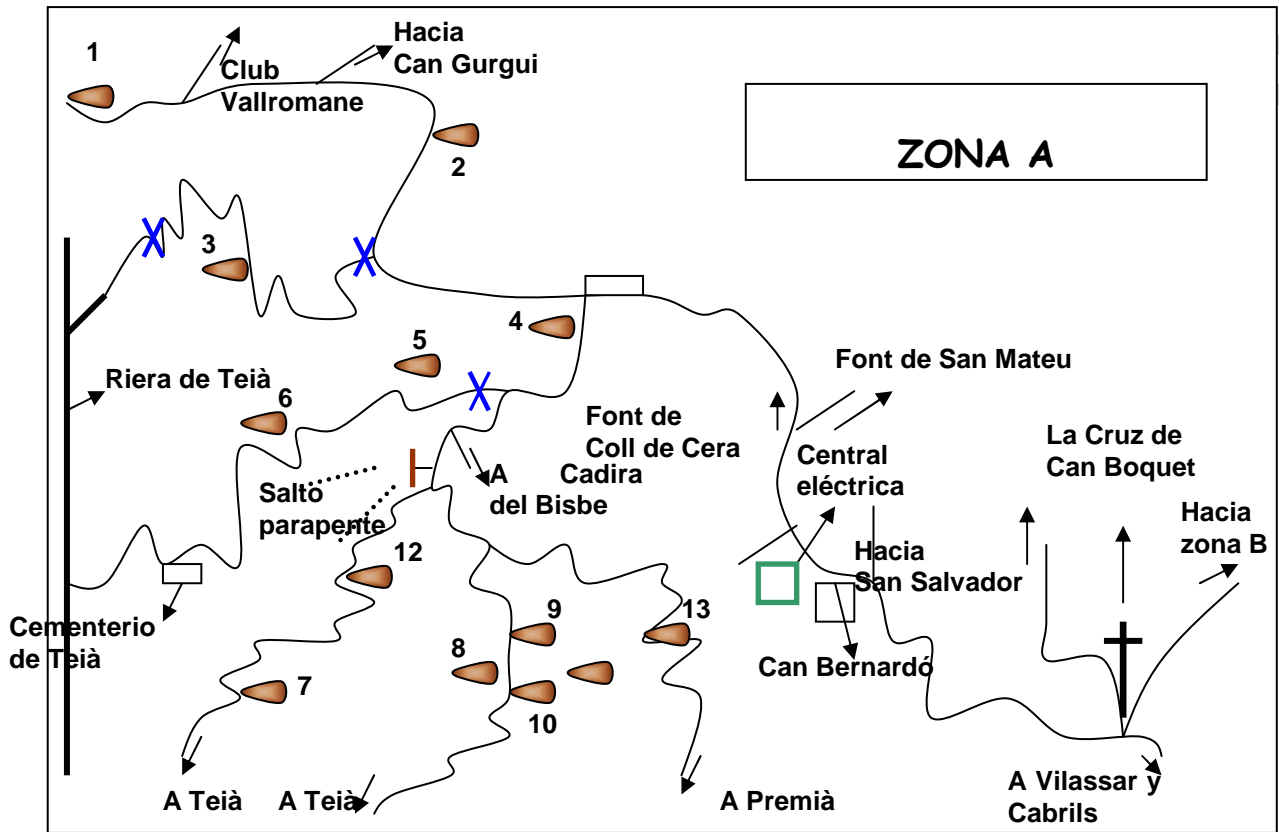 1
Club
Vallromane
Hacia
Can Gurgui
ZONA A
2
3
4
5
Font de San Mateu
Riera de Teià
6
Font de
Coll de Cera
La Cruz de
Can Boquet
Central
eléctrica
A Cadira
del Bisbe
Salto
parapente
Hacia
zona B
12
Hacia
San Salvador
Cementerio
de Teià
9
13
8
Can Bernardó
7
10
A Teià
A Teià
A Premià
A Vilassar y
Cabrils